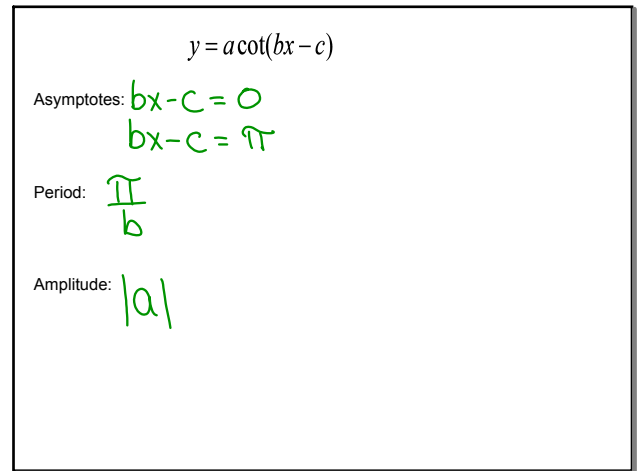 y = a cot(bx − c)
Asymptotes: bx - c = 0
bx - c = π
Period: π/b
Amplitude: |a|